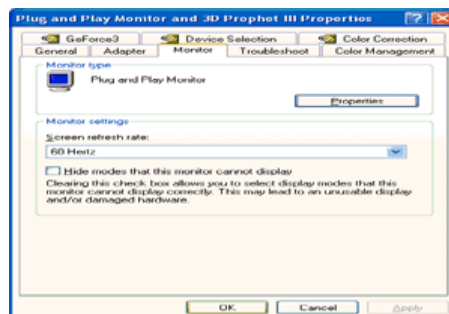 Plug and Play Monitor and 3D Prophet III Properties
GeForce3 Device Selection Color Correction
General Adapter Monitor Troubleshoot Color Management
Monitor type
Plug and Play Monitor
Properties
Monitor settings
Screen refresh rate:
60 Hertz
Hide modes that this monitor cannot display
Clearing this check box allows you to select display modes that this
monitor cannot display correctly. This may lead to an unusable display
and/or damaged hardware.
OK Cancel Apply